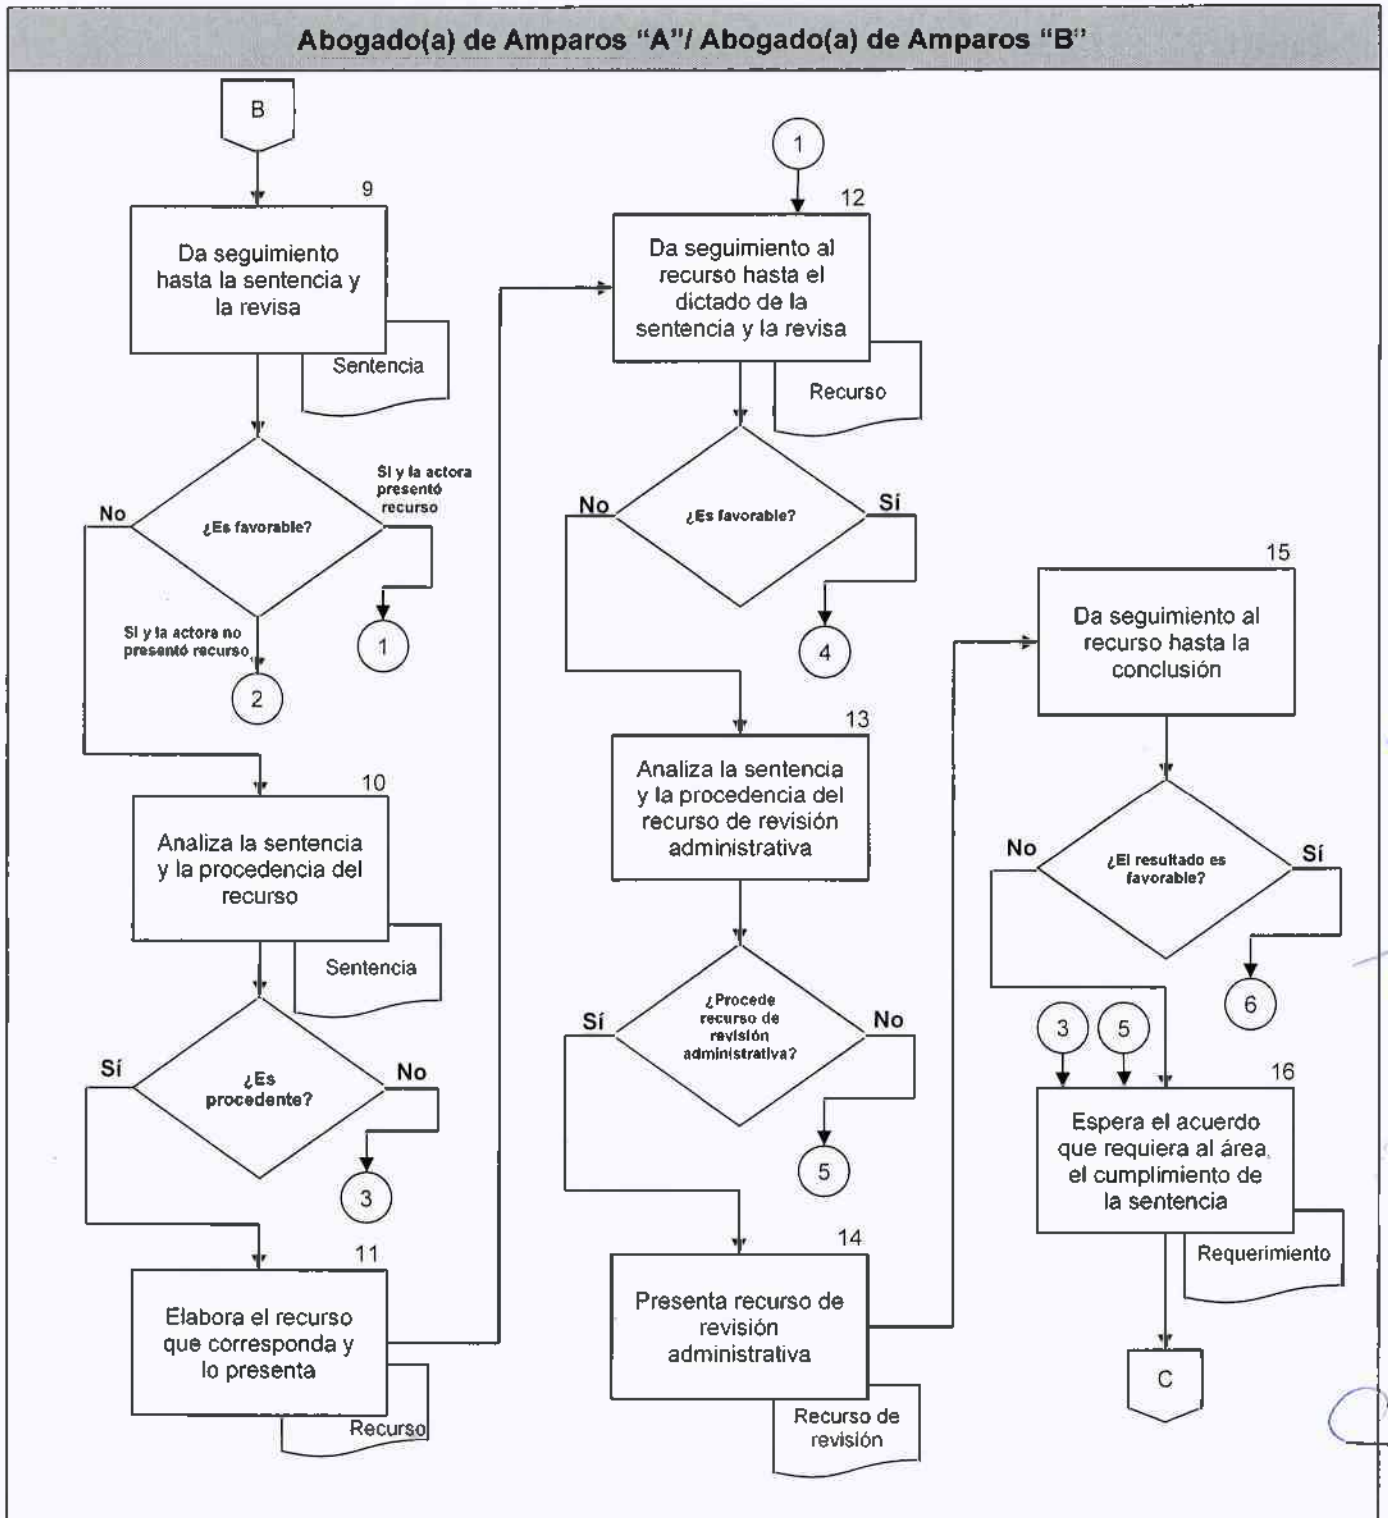 Abogado(a) de Amparos “A”/ Abogado(a) de Amparos “B”
B
9
Da seguimiento
hasta la sentencia y
la revisa
Sentencia
¿Es favorable?
No
SI y la actora
presentó
recurso
1
SI y la actora no
presentó recurso
2
10
Analiza la sentencia
y la procedencia del
recurso
Sentencia
¿Es
procedente?
Sí
No
3
11
Elabora el recurso
que corresponda y
lo presenta
Recurso
1
12
Da seguimiento al
recurso hasta el
dictado de la
sentencia y la revisa
Recurso
¿Es favorable?
No
Sí
4
13
Analiza la sentencia
y la procedencia del
recurso de revisión
administrativa
¿Procede
recurso de
revisión
administrativa?
Sí
No
5
14
Presenta recurso de
revisión
administrativa
Recurso de
revisión
15
Da seguimiento al
recurso hasta la
conclusión
¿El resultado es
favorable?
No
Sí
6
3
5
16
Espera el acuerdo
que requiera al área,
el cumplimiento de
la sentencia
Requerimiento
C